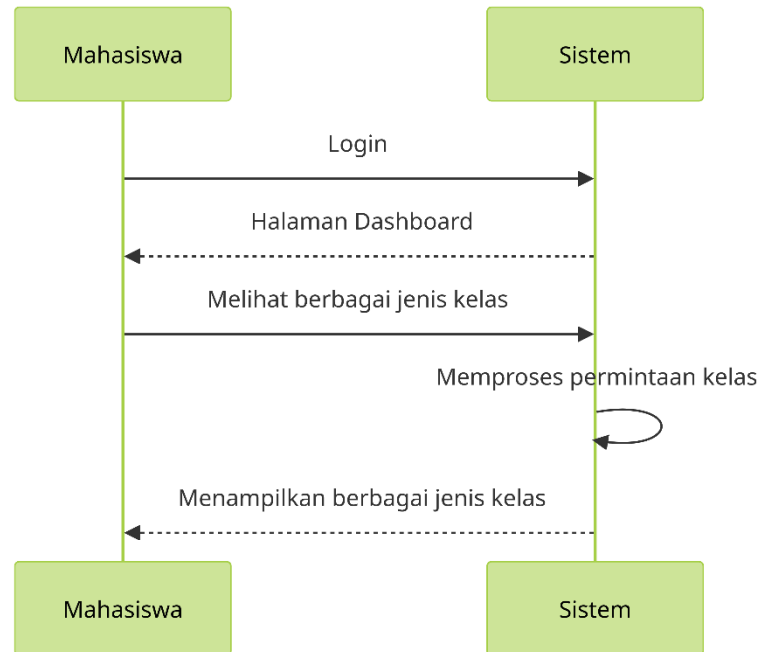 Mahasiswa
Sistem
Login
Halaman Dashboard
Melihat berbagai jenis kelas
Memproses permintaan kelas
Menampilkan berbagai jenis kelas
Mahasiswa
Sistem